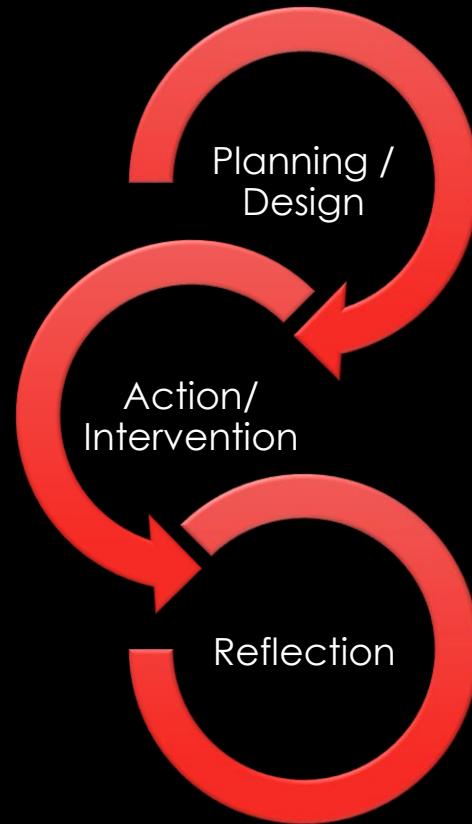 Planning /
Design
Action/
Intervention
Reflection